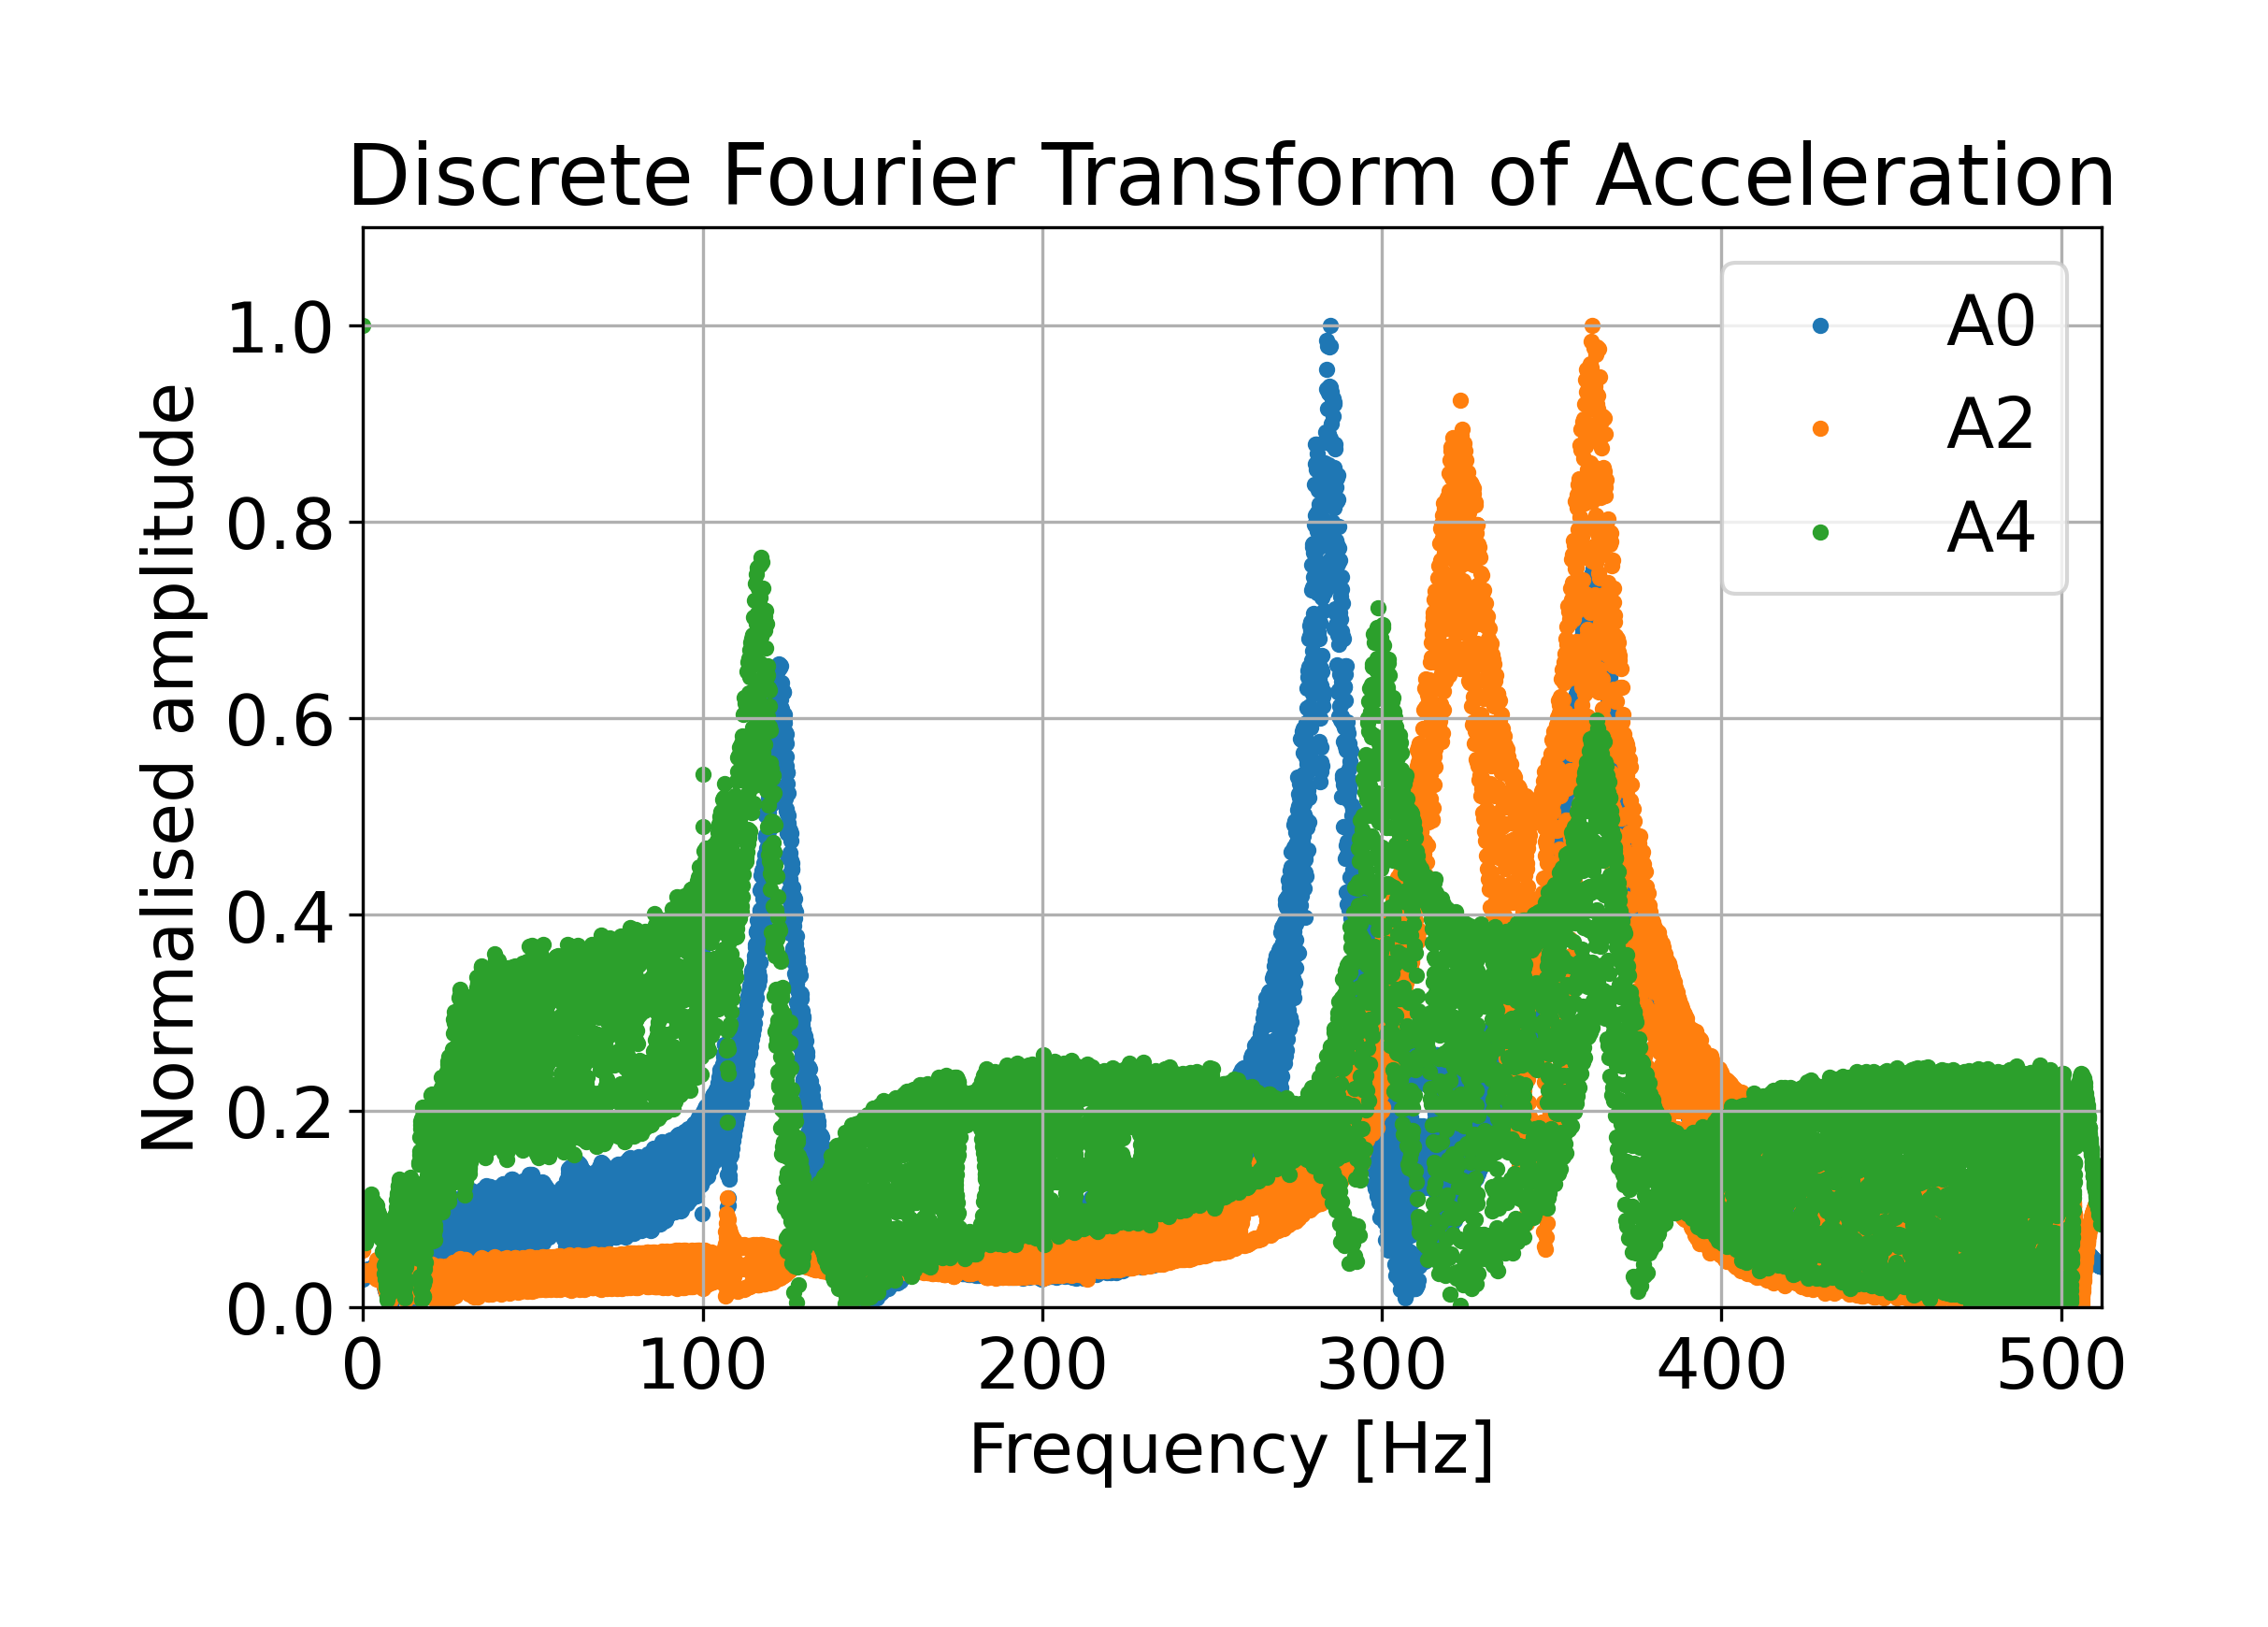 Discrete Fourier Transform of Acceleration
Normalised amplitude
1.0
0.8
0.6
0.4
0.2
0.0
A0
A2
A4
0 100 200 300 400 500
Frequency [Hz]